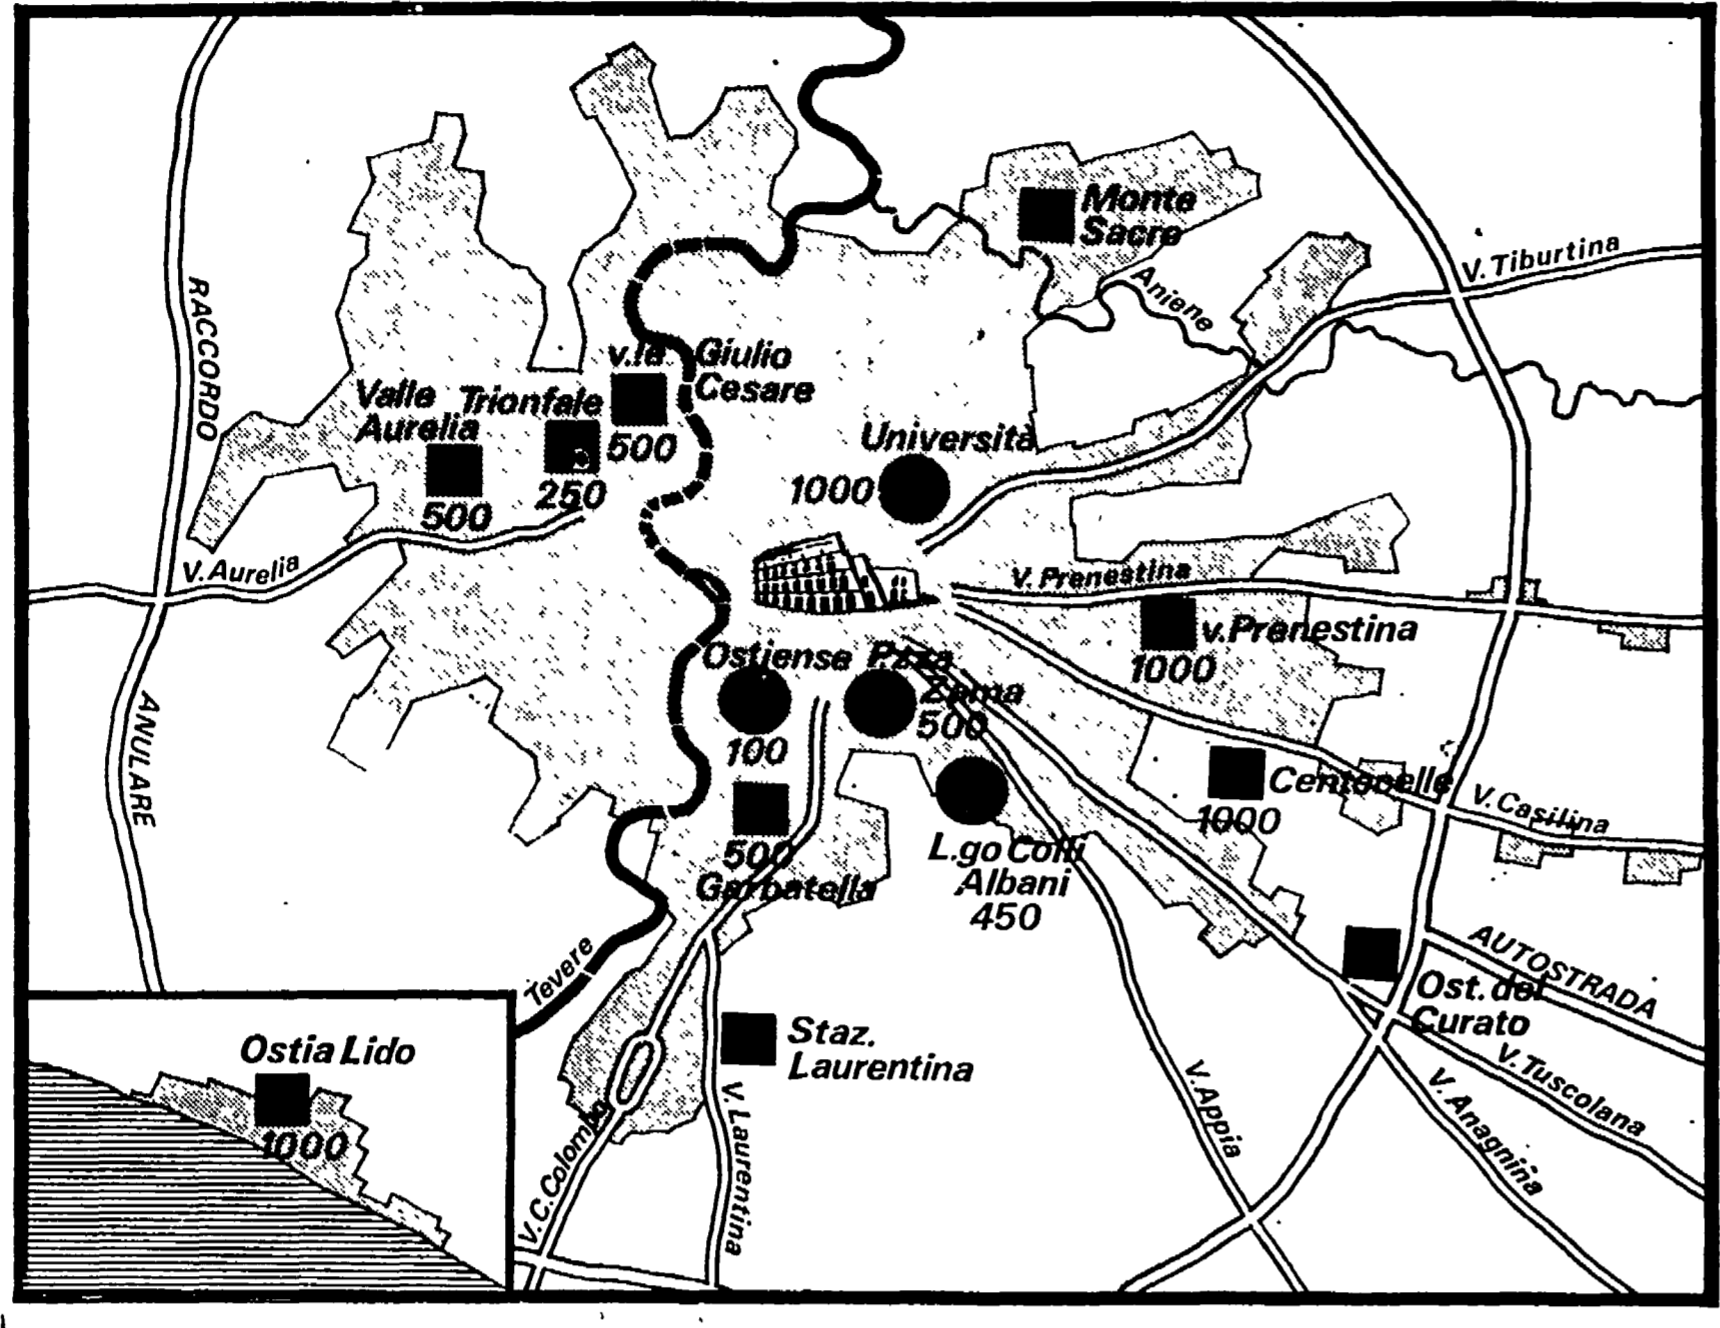 Monte
Sacro
V. Tiburtina
Aniene
RACCORDO
v.le Giulio
Cesare
500
Valle
Aurelia
500
Trionfale
250
Università
1000
V. Aurelia
V. Prenestina
v. Prenestina
1000
Ostiense
100
P.zza
Zama
500
ANULARE
Centocelle
1000
V. Casilina
500
Garbatella
L.go Colli
Albani
450
Tevere
AUTOSTRADA
Ost. del
Curato
Staz.
Laurentina
Ostia Lido
1000
V. Tuscolana
V. Anagnina
V. Appia
V. C. Colombo
V. Laurentina